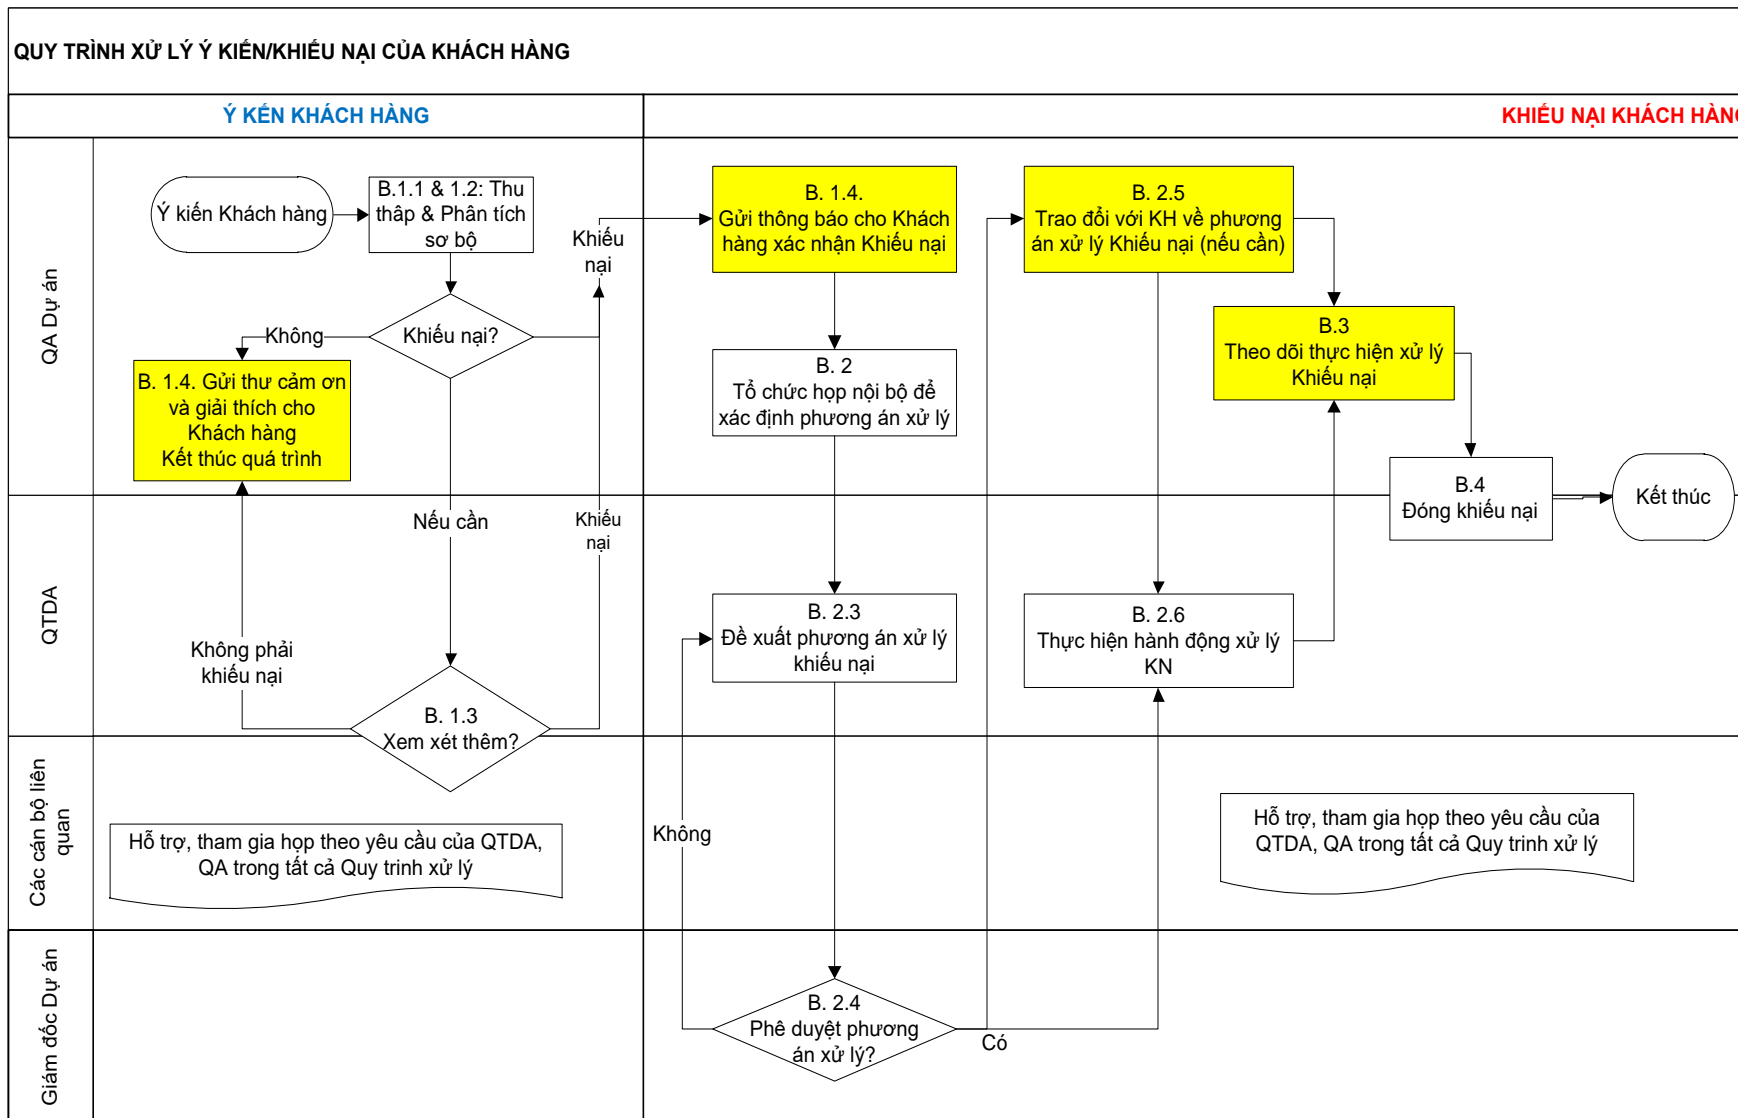 QUY TRÌNH XỬ LÝ Ý KIẾN/KHIẾU NẠI CỦA KHÁCH HÀNG
Ý KẾN KHÁCH HÀNG
KHIẾU NẠI KHÁCH HÀNG
QA Dự án
Ý kiến Khách hàng
B.1.1 & 1.2: Thu
thâp & Phân tích
sơ bộ
Khiếu
nại
Không
Khiếu nại?
B. 1.4. Gửi thư cảm ơn
và giải thích cho
Khách hàng
Kết thúc quá trình
B. 1.4.
Gửi thông báo cho Khách
hàng xác nhận Khiếu nại
B. 2.5
Trao đổi với KH về phương
án xử lý Khiếu nại (nếu cần)
B. 2
Tổ chức họp nội bộ để
xác định phương án xử lý
B.3
Theo dõi thực hiện xử lý
Khiếu nại
B.4
Đóng khiếu nại
Kết thúc
QTDA
Nếu cần
Khiếu
nại
Không phải
khiếu nại
B. 1.3
Xem xét thêm?
B. 2.3
Đề xuất phương án xử lý
khiếu nại
B. 2.6
Thực hiện hành động xử lý
KN
Các cán bộ liên
quan
Hỗ trợ, tham gia họp theo yêu cầu của QTDA,
QA trong tất cả Quy trinh xử lý
Không
Hỗ trợ, tham gia họp theo yêu cầu của
QTDA, QA trong tất cả Quy trinh xử lý
Giám đốc Dự án
B. 2.4
Phê duyệt phương
án xử lý?
Có